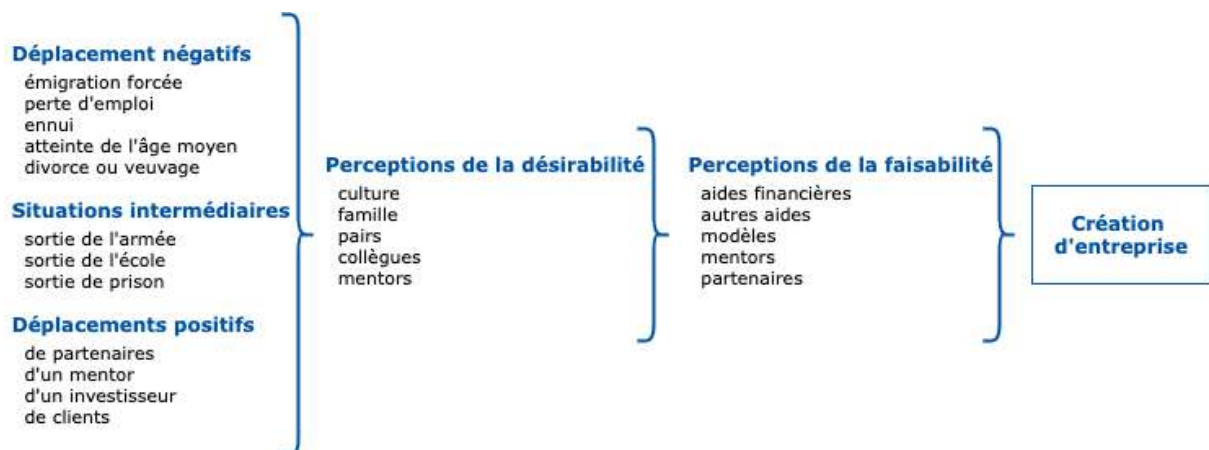 Déplacement négatifs
émigration forcée
perte d'emploi
ennui
atteinte de l'âge moyen
divorce ou veuvage
Situations intermédiaires
sortie de l'armée
sortie de l'école
sortie de prison
Déplacements positifs
de partenaires
d'un mentor
d'un investisseur
de clients
Perceptions de la désirabilité
culture
famille
pairs
collègues
mentors
Perceptions de la faisabilité
aides financières
autres aides
modèles
mentors
partenaires
Création
d'entreprise